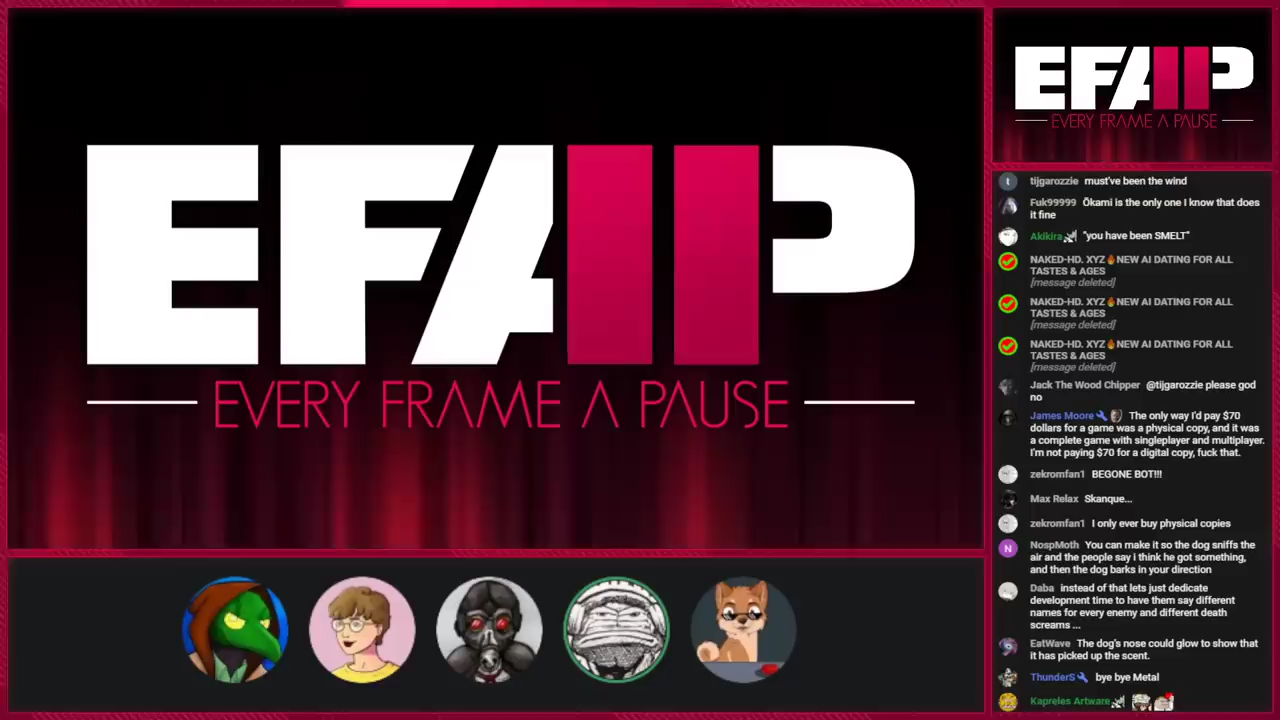 EFAP
EVERY FRAME A PAUSE
EFAP
EVERY FRAME A PAUSE
t
tijgarozzie must've been the wind
Fuk99999 Ōkami is the only one I know that does
it fine
Akikira "you have been SMELT"
NAKED-HD. XYZ🔥NEW AI DATING FOR ALL
TASTES & AGES
[message deleted]
NAKED-HD. XYZ🔥NEW AI DATING FOR ALL
TASTES & AGES
[message deleted]
NAKED-HD. XYZ🔥NEW AI DATING FOR ALL
TASTES & AGES
[message deleted]
Jack The Wood Chipper @tijgarozzie please god
no
James Moore The only way I'd pay $70
dollars for a game was a physical copy, and it was
a complete game with singleplayer and multiplayer.
I'm not paying $70 for a digital copy, fuck that.
zekromfan1 BEGONE BOT!!!
Max Relax Skanque...
zekromfan1 I only ever buy physical copies
N
NospMoth You can make it so the dog sniffs the
air and the people say i think he got something,
and then the dog barks in your direction
Daba instead of that lets just dedicate
development time to have them say different
names for every enemy and different death
screams ...
EatWave The dog's nose could glow to show that
it has picked up the scent.
ThunderS bye bye Metal
Kapreles Artware